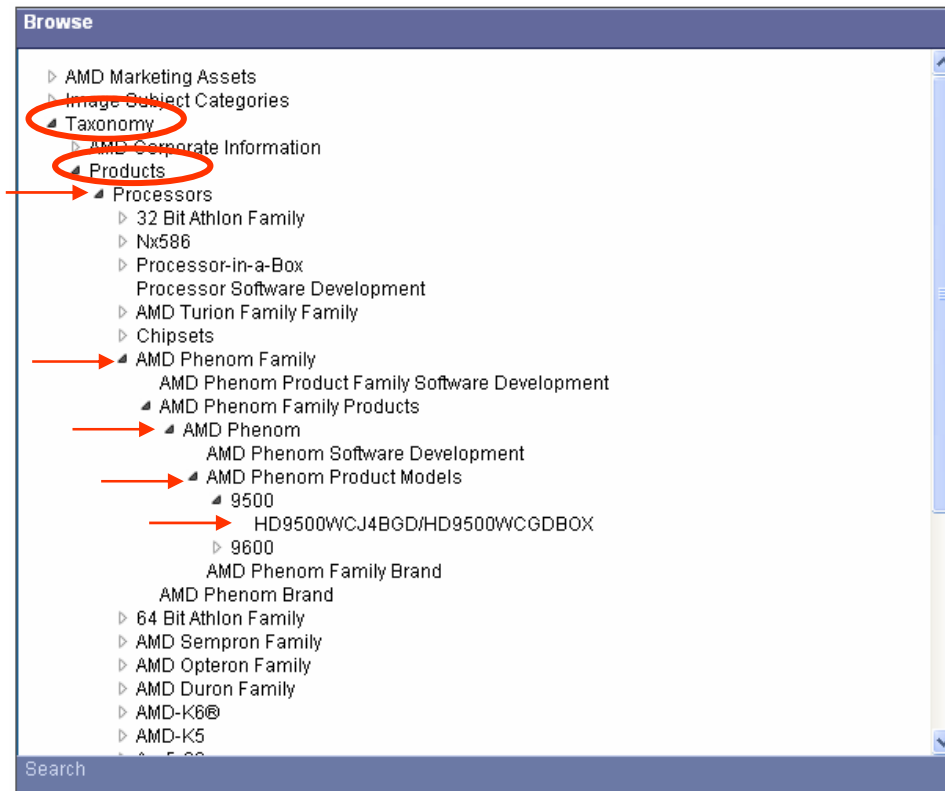 Browse
AMD Marketing Assets
Image Subject Categories
Taxonomy
AMD Corporate Information
Products
Processors
32 Bit Athlon Family
Nx586
Processor-in-a-Box
Processor Software Development
AMD Turion Family Family
Chipsets
AMD Phenom Family
AMD Phenom Product Family Software Development
AMD Phenom Family Products
AMD Phenom
AMD Phenom Software Development
AMD Phenom Product Models
9500
HD9500WCJ4BGD/HD9500WCGDBOX
9600
AMD Phenom Family Brand
AMD Phenom Brand
64 Bit Athlon Family
AMD Sempron Family
AMD Opteron Family
AMD Duron Family
AMD-K6®
AMD-K5
Search